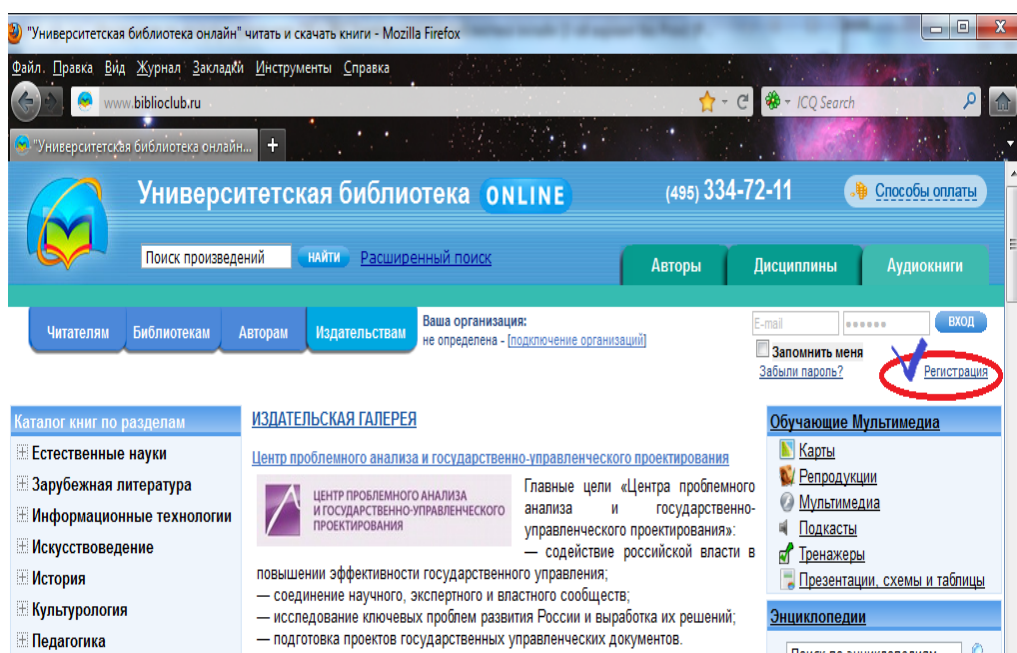 "Университетская библиотека онлайн" читать и скачать книги - Mozilla Firefox
Файл Правка Вид Журнал Закладки Инструменты Справка
www.biblioclub.ru
ICQ Search
"Университетская библиотека онлайн...
Университетская библиотека ONLINE
(495) 334-72-11
Способы оплаты
Поиск произведений
НАЙТИ
Расширенный поиск
Авторы
Дисциплины
Аудиокниги
Читателям
Библиотекам
Авторам
Издательствам
Ваша организация:
не определена - [подключение организаций]
E-mail
ВХОД
Запомнить меня
Забыли пароль?
Регистрация
Каталог книг по разделам
Естественные науки
Зарубежная литература
Информационные технологии
Искусствоведение
История
Культурология
Педагогика
ИЗДАТЕЛЬСКАЯ ГАЛЕРЕЯ
Центр проблемного анализа и государственно-управленческого проектирования
ЦЕНТР ПРОБЛЕМНОГО АНАЛИЗА
И ГОСУДАРСТВЕННО-УПРАВЛЕНЧЕСКОГО
ПРОЕКТИРОВАНИЯ
Главные цели «Центра проблемного
анализа и государственно-
управленческого проектирования»:
— содействие российской власти в
повышении эффективности государственного управления;
— соединение научного, экспертного и властного сообществ;
— исследование ключевых проблем развития России и выработка их решений;
— подготовка проектов государственных управленческих документов.
Обучающие Мультимедиа
Карты
Репродукции
Мультимедиа
Подкасты
Тренажеры
Презентации, схемы и таблицы
Энциклопедии
Поиск по энциклопедиям